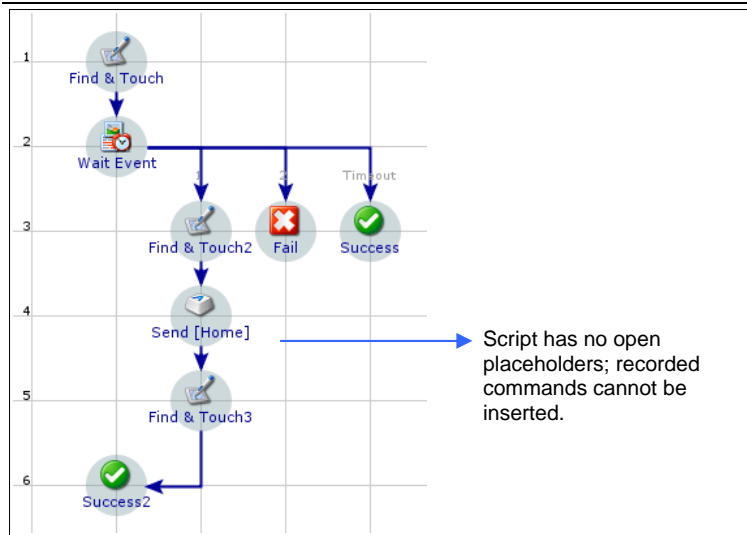 1
Find & Touch
2
Wait Event
1
2
Timeout
3
Find & Touch2
Fail
Success
4
Send [Home]
Script has no open
placeholders; recorded
commands cannot be
inserted.
5
Find & Touch3
6
Success2